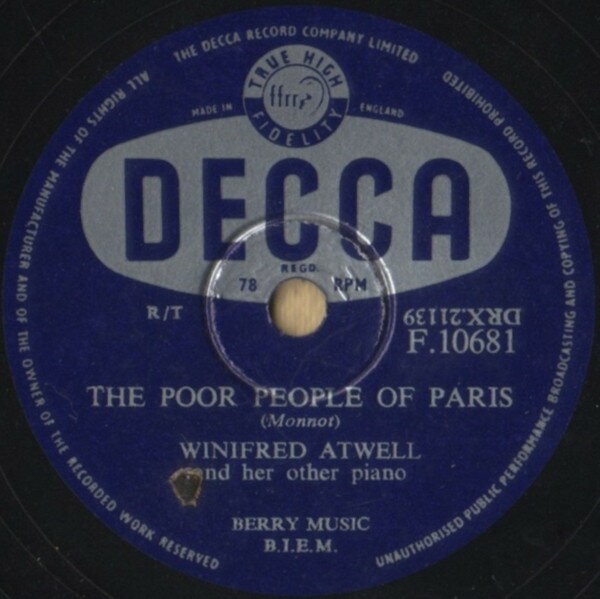 THE DECCA RECORD COMPANY LIMITED
ALL RIGHTS OF THE MANUFACTURER AND OF THE OWNER OF THE RECORDED WORK RESERVED
UNAUTHORISED PUBLIC PERFORMANCE BROADCASTING AND COPYING OF THIS RECORD PROHIBITED
TRUE HIGH
ffrr
FIDELITY
MADE IN ENGLAND
DECCA
REGD
78 RPM
R/T
DRX.21139
F.10681
THE POOR PEOPLE OF PARIS
(Monnot)
WINIFRED ATWELL
and her other piano
BERRY MUSIC
B.I.E.M.